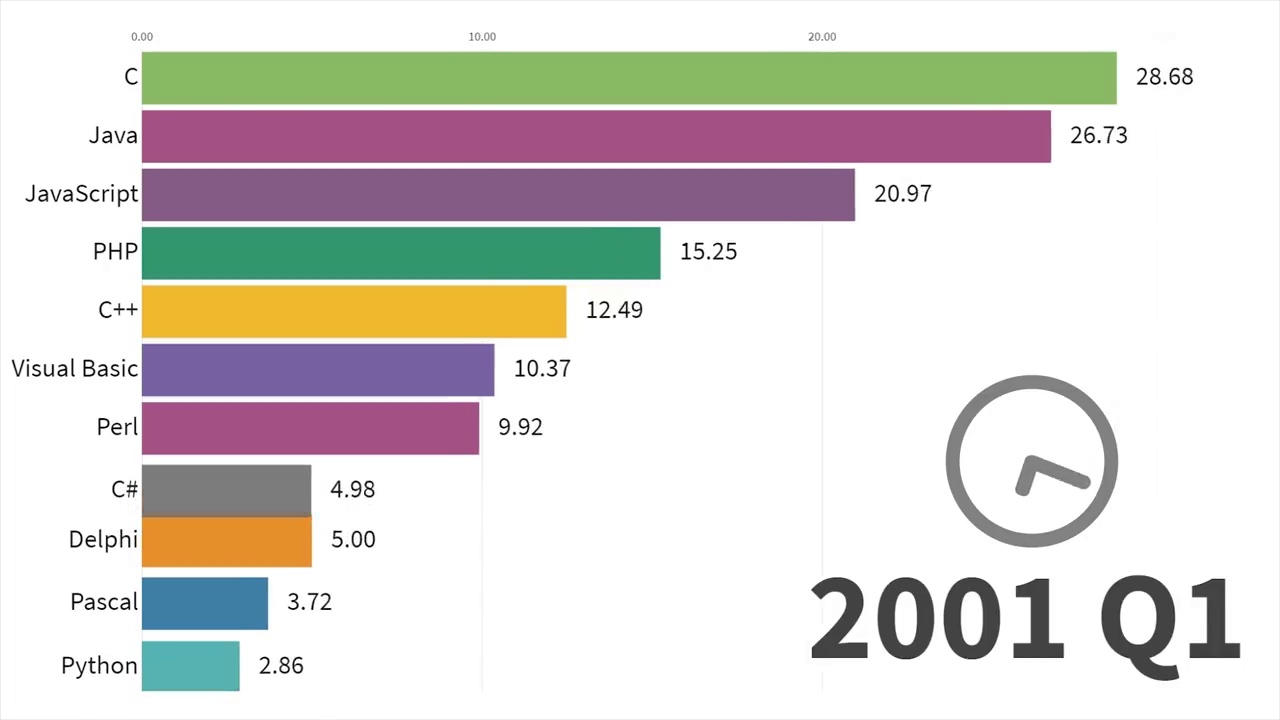 0.00 10.00 20.00
C 28.68
Java 26.73
JavaScript 20.97
PHP 15.25
C++ 12.49
Visual Basic 10.37
Perl 9.92
C# 4.98
Delphi 5.00
Pascal 3.72
Python 2.86
2001 Q1